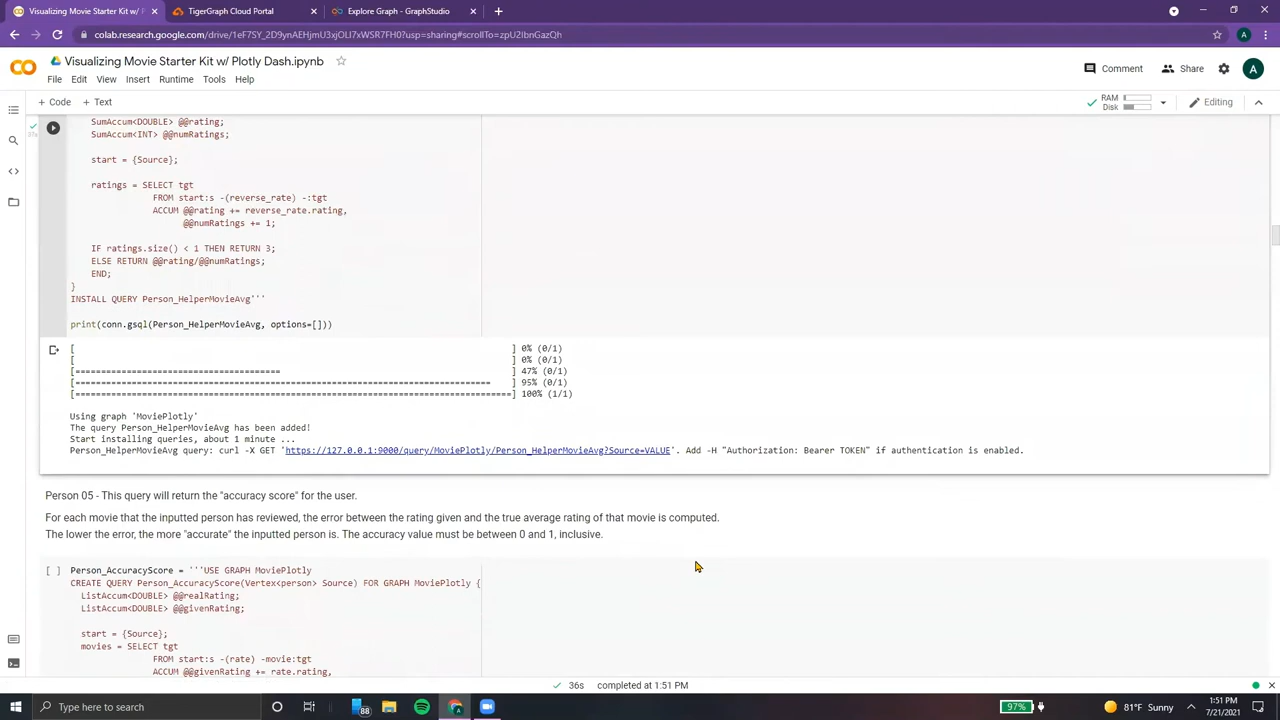 Visualizing Movie Starter Kit w/ P
TigerGraph Cloud Portal
Explore Graph - GraphStudio
colab.research.google.com/drive/1eF7SY_2D9ynAEHjmU3xjOLI7xWSR7FH0?usp=sharing#scrollTo=zpU2IbnGazQh
A
Visualizing Movie Starter Kit w/ Plotly Dash.ipynb
Comment
Share
A
File Edit View Insert Runtime Tools Help
+ Code + Text
RAM
Disk
Editing
SumAccum<DOUBLE> @@rating;
SumAccum<INT> @@numRatings;
start = {Source};
ratings = SELECT tgt
FROM start:s -(reverse_rate) -:tgt
ACCUM @@rating += reverse_rate.rating,
@@numRatings += 1;
IF ratings.size() < 1 THEN RETURN 3;
ELSE RETURN @@rating/@@numRatings;
END;
}
INSTALL QUERY Person_HelperMovieAvg'''
print(conn.gsql(Person_HelperMovieAvg, options=[]))
[ ] 0% (0/1)
[ ] 0% (0/1)
[====================================== ] 47% (0/1)
[============================================================================== ] 95% (0/1)
[==================================================================================] 100% (1/1)
Using graph 'MoviePlotly'
The query Person_HelperMovieAvg has been added!
Start installing queries, about 1 minute ...
Person_HelperMovieAvg query: curl -X GET 'https://127.0.0.1:9000/query/MoviePlotly/Person_HelperMovieAvg?Source=VALUE'. Add -H "Authorization: Bearer TOKEN" if authentication is enabled.
Person 05 - This query will return the "accuracy score" for the user.
For each movie that the inputted person has reviewed, the error between the rating given and the true average rating of that movie is computed.
The lower the error, the more "accurate" the inputted person is. The accuracy value must be between 0 and 1, inclusive.
[ ] Person_AccuracyScore = '''USE GRAPH MoviePlotly
CREATE QUERY Person_AccuracyScore(Vertex<person> Source) FOR GRAPH MoviePlotly {
ListAccum<DOUBLE> @@realRating;
ListAccum<DOUBLE> @@givenRating;
start = {Source};
movies = SELECT tgt
FROM start:s -(rate) -movie:tgt
ACCUM @@givenRating += rate.rating,
36s completed at 1:51 PM
Type here to search
88
97%
81°F Sunny
1:51 PM
7/21/2021